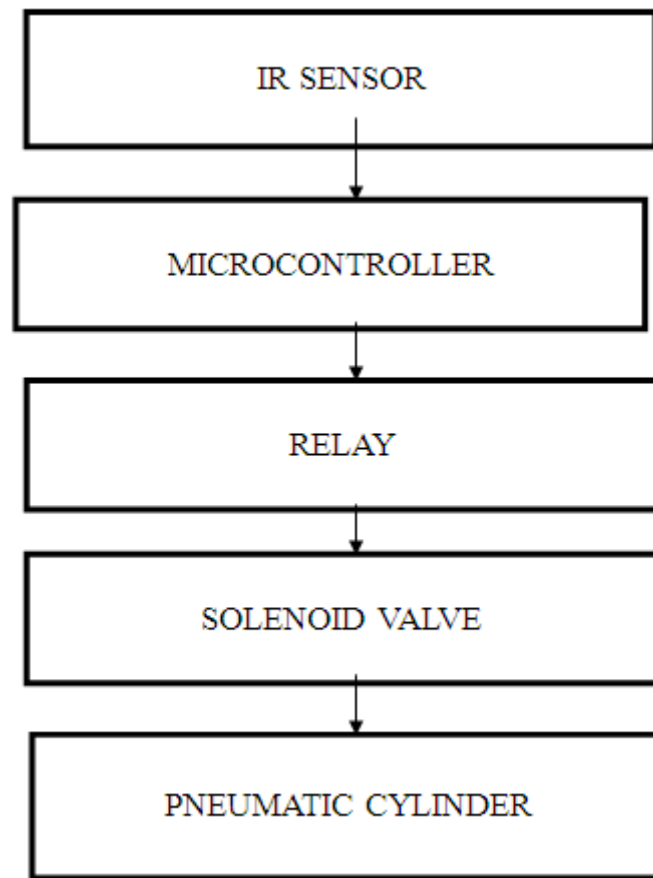 IR SENSOR
MICROCONTROLLER
RELAY
SOLENOID VALVE
PNEUMATIC CYLINDER